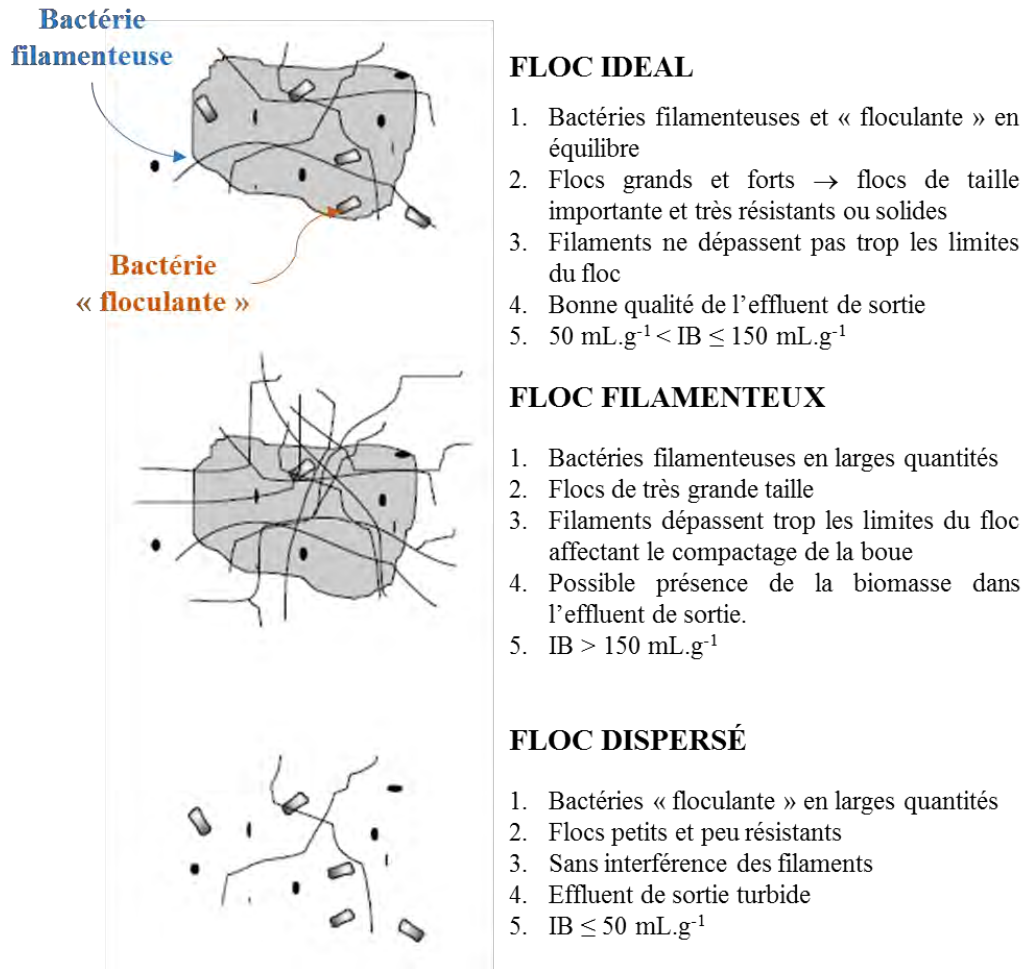 Bactérie
filamenteuse
Bactérie
« floculante »
FLOC IDEAL
1. Bactéries filamenteuses et « floculante » en
équilibre
2. Flocs grands et forts → flocs de taille
importante et très résistants ou solides
3. Filaments ne dépassent pas trop les limites
du floc
4. Bonne qualité de l’effluent de sortie
5. 50 mL.g⁻¹ < IB ≤ 150 mL.g⁻¹
FLOC FILAMENTEUX
1. Bactéries filamenteuses en larges quantités
2. Flocs de très grande taille
3. Filaments dépassent trop les limites du floc
affectant le compactage de la boue
4. Possible présence de la biomasse dans
l’effluent de sortie.
5. IB > 150 mL.g⁻¹
FLOC DISPERSÉ
1. Bactéries « floculante » en larges quantités
2. Flocs petits et peu résistants
3. Sans interférence des filaments
4. Effluent de sortie turbide
5. IB ≤ 50 mL.g⁻¹